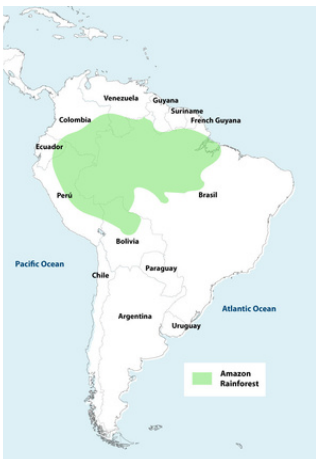 Venezuela
Guyana
Suriname
French Guyana
Colombia
Ecuador
Perú
Brasil
Bolivia
Pacific Ocean
Chile
Paraguay
Atlantic Ocean
Argentina
Uruguay
Amazon
Rainforest